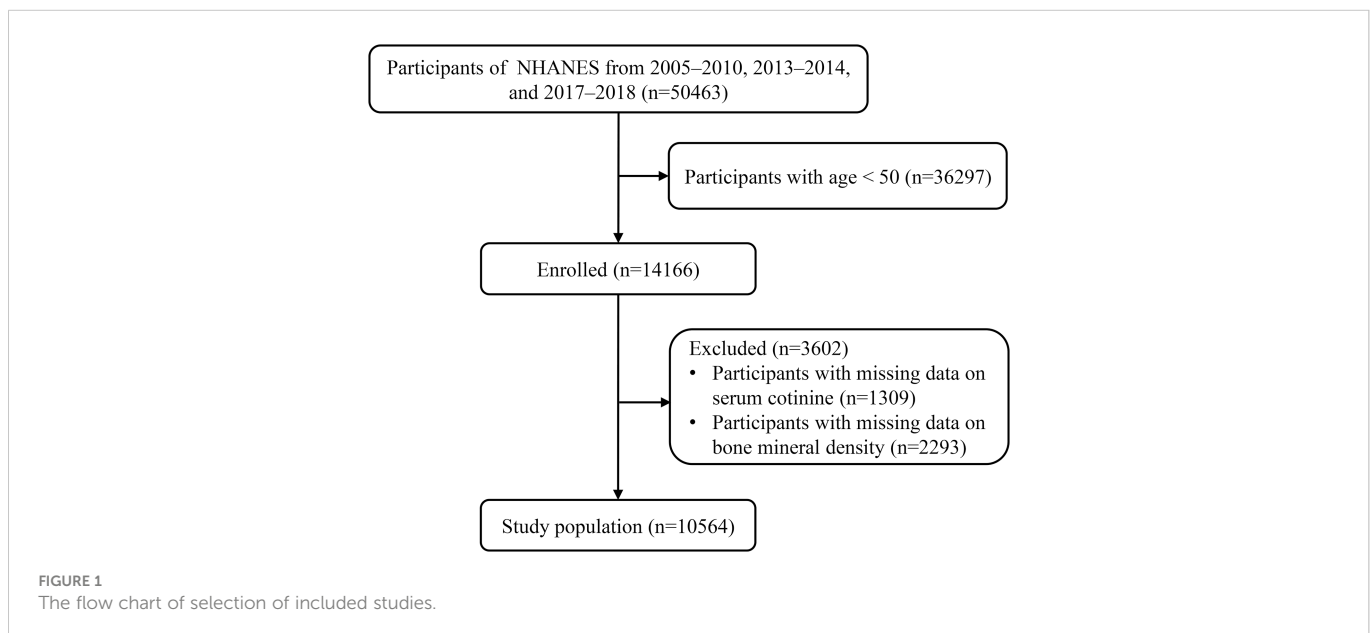 Participants of NHANES from 2005–2010, 2013–2014,
and 2017–2018 (n=50463)
Participants with age < 50 (n=36297)
Enrolled (n=14166)
Excluded (n=3602)
• Participants with missing data on
serum cotinine (n=1309)
• Participants with missing data on
bone mineral density (n=2293)
Study population (n=10564)
FIGURE 1
The flow chart of selection of included studies.